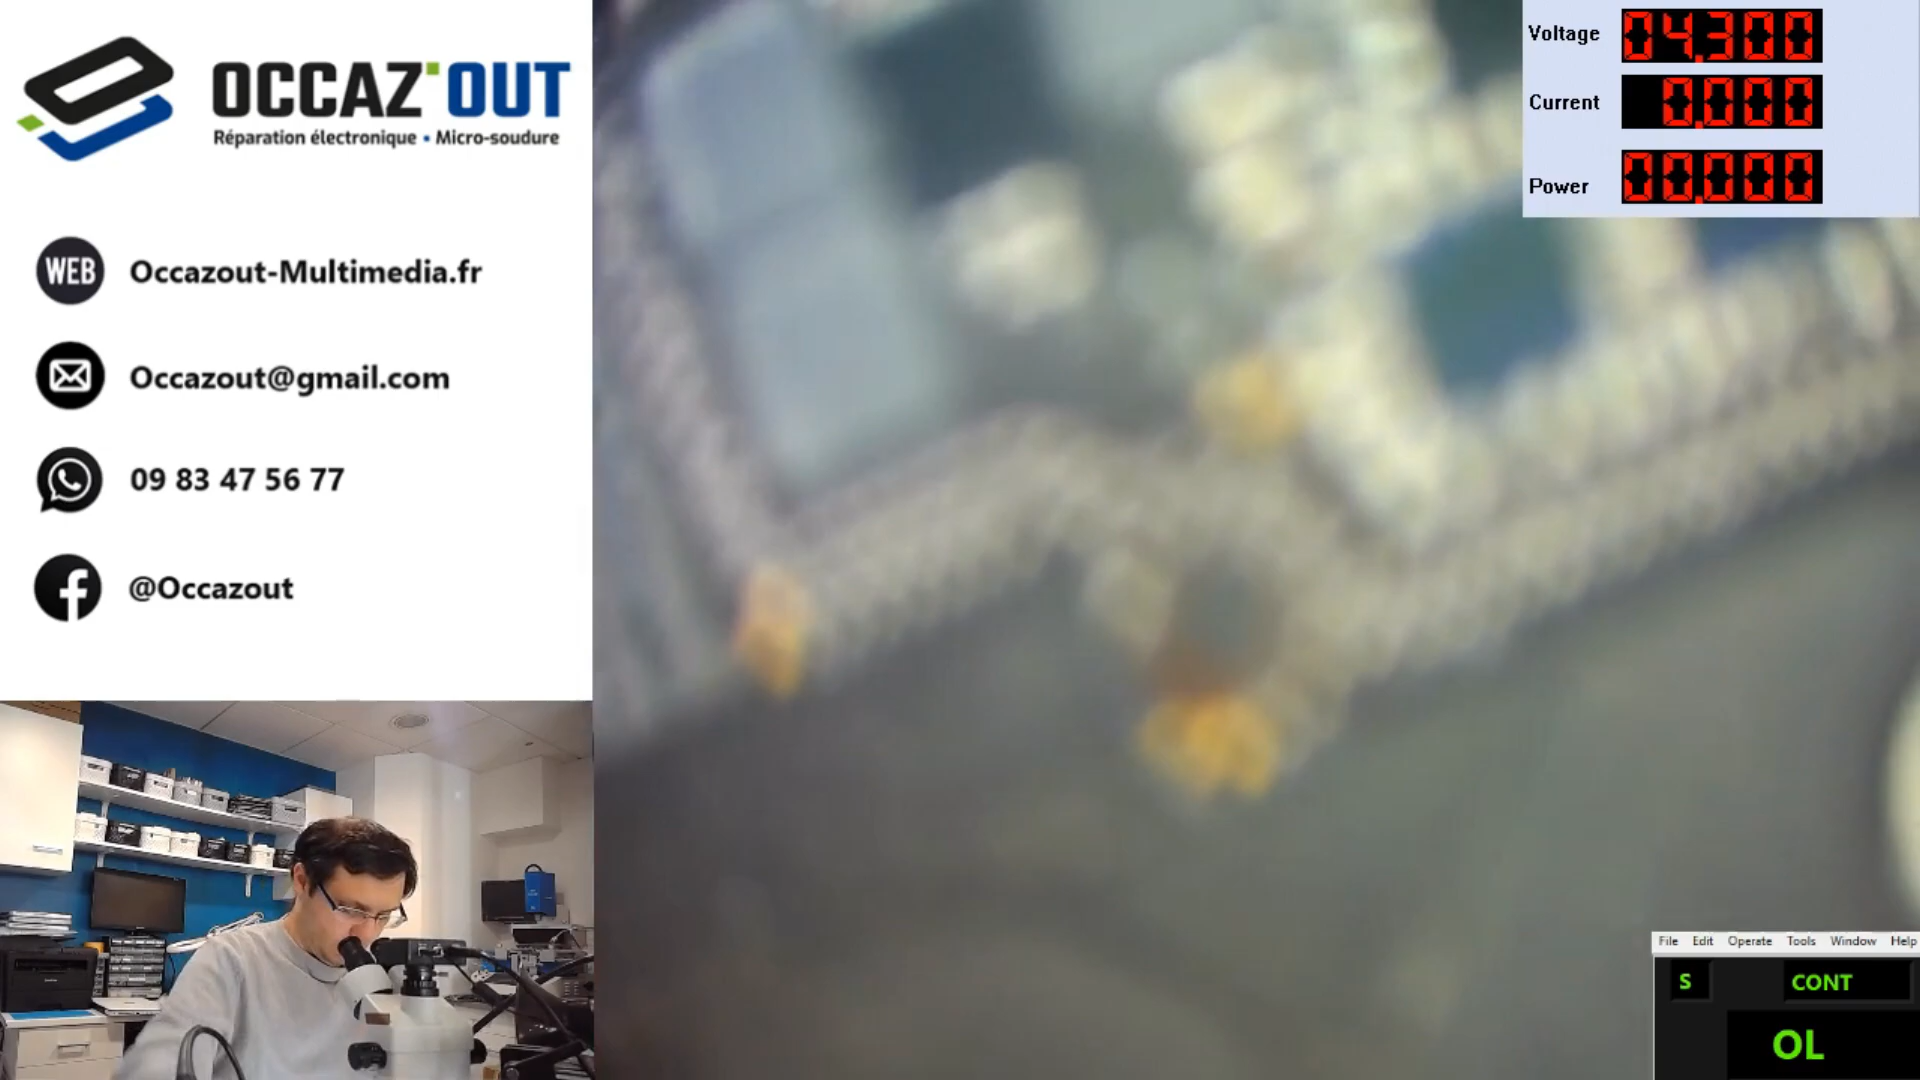 OCCAZ'OUT
Réparation électronique • Micro-soudure
WEB
Occazout-Multimedia.fr
Occazout@gmail.com
09 83 47 56 77
@Occazout
Voltage 04.300
Current 0.000
Power 00.000
File Edit Operate Tools Window Help
S CONT
OL